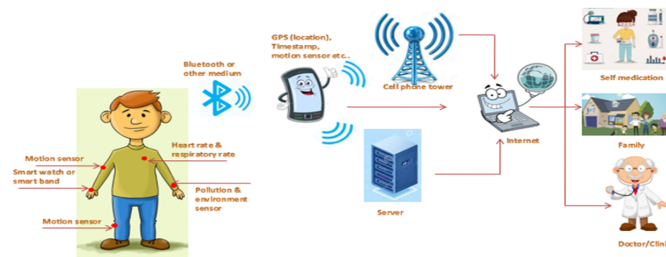 GPS (location),
Timestamp,
motion sensor etc..
Bluetooth or
other medium
Cell phone tower
Self medication
Internet
Family
Heart rate &
respiratory rate
Motion sensor
Smart watch or
smart band
Pollution &
environment
sensor
Motion sensor
Server
Doctor/Clini